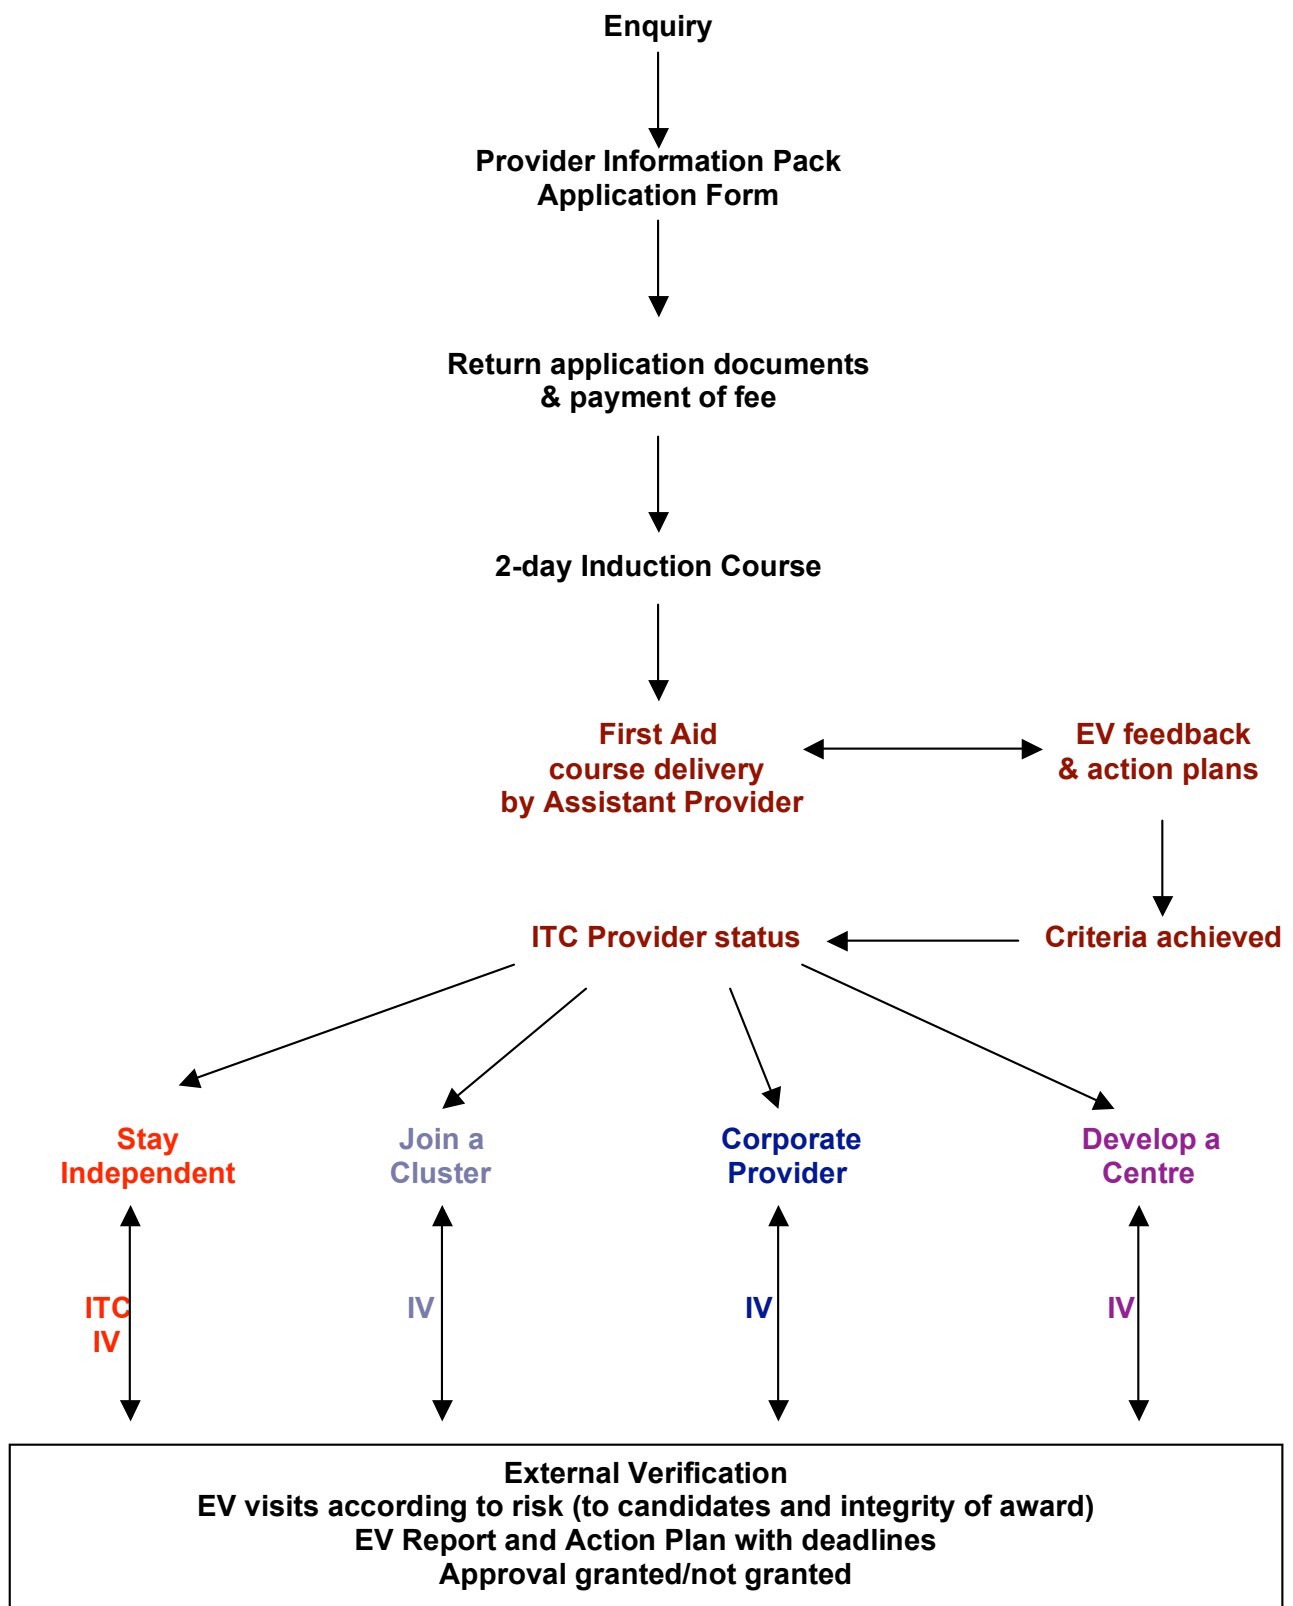 Enquiry
Provider Information Pack
Application Form
Return application documents
& payment of fee
2-day Induction Course
First Aid
course delivery
by Assistant Provider
EV feedback
& action plans
ITC Provider status
Criteria achieved
Stay
Independent
Join a
Cluster
Corporate
Provider
Develop a
Centre
ITC
IV
IV
IV
IV
External Verification
EV visits according to risk (to candidates and integrity of award)
EV Report and Action Plan with deadlines
Approval granted/not granted